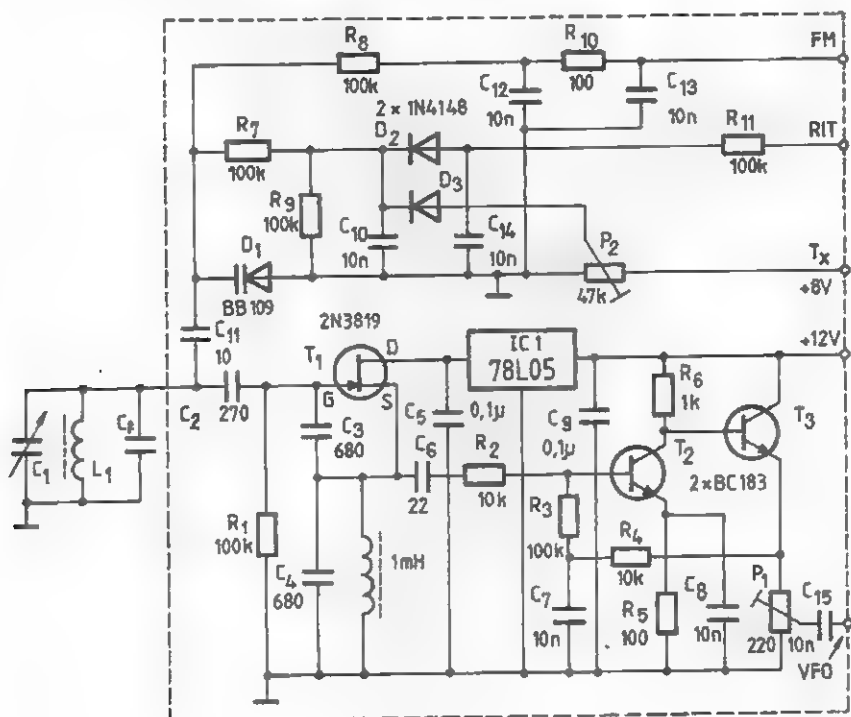 R8
100k
R10
100
FM
C12
10n
C13
10n
2 × 1N4148
R7
100k
D2
R11
100k
RIT
D3
R9
100k
C10
10n
C14
10n
P2
47k
Tx
+8V
D1
BB 109
C11
10
2N3819
T1
D
G
S
IC 1
78L05
+12V
C2
270
C1
L1
C3
680
C5
0,1µ
C6
22
R2
10k
C9
0,1µ
R6
1k
T2
T3
2×BC183
R1
100k
C4
680
1mH
R3
100k
R4
10k
C7
10n
R5
100
C8
10n
P1
220
C15
10n
VFO